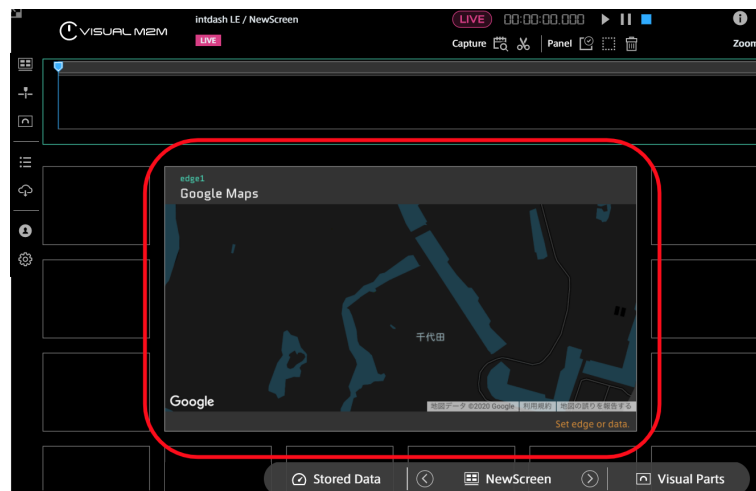 VISUAL M2M
intdash LE / NewScreen
LIVE
LIVE 00:00:00.000
Capture
Panel
Zoom
edge1
Google Maps
千代田
Google
地図データ ©2020 Google 利用規約 地図の誤りを報告する
Set edge or data.
Stored Data
NewScreen
Visual Parts